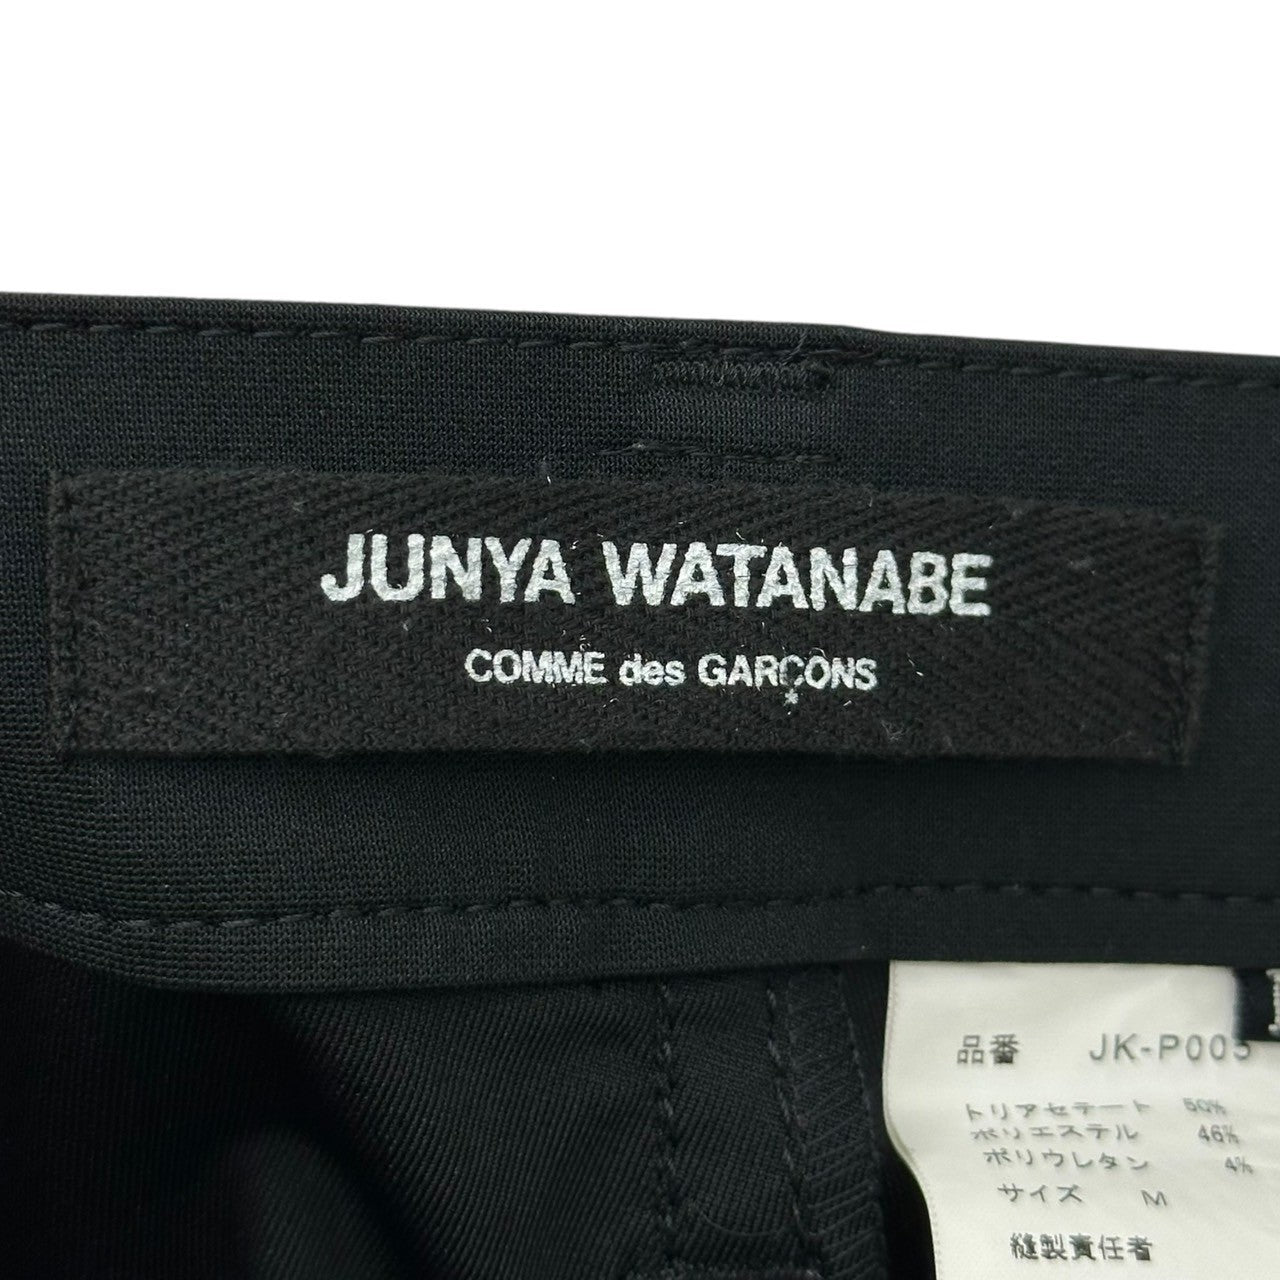 JUNYA WATANABE
COMME des GARÇONS
*
品番 JK-P005
トリアセテート 50%
ポリエステル 46%
ポリウレタン 4%
サイズ M
縫製責任者